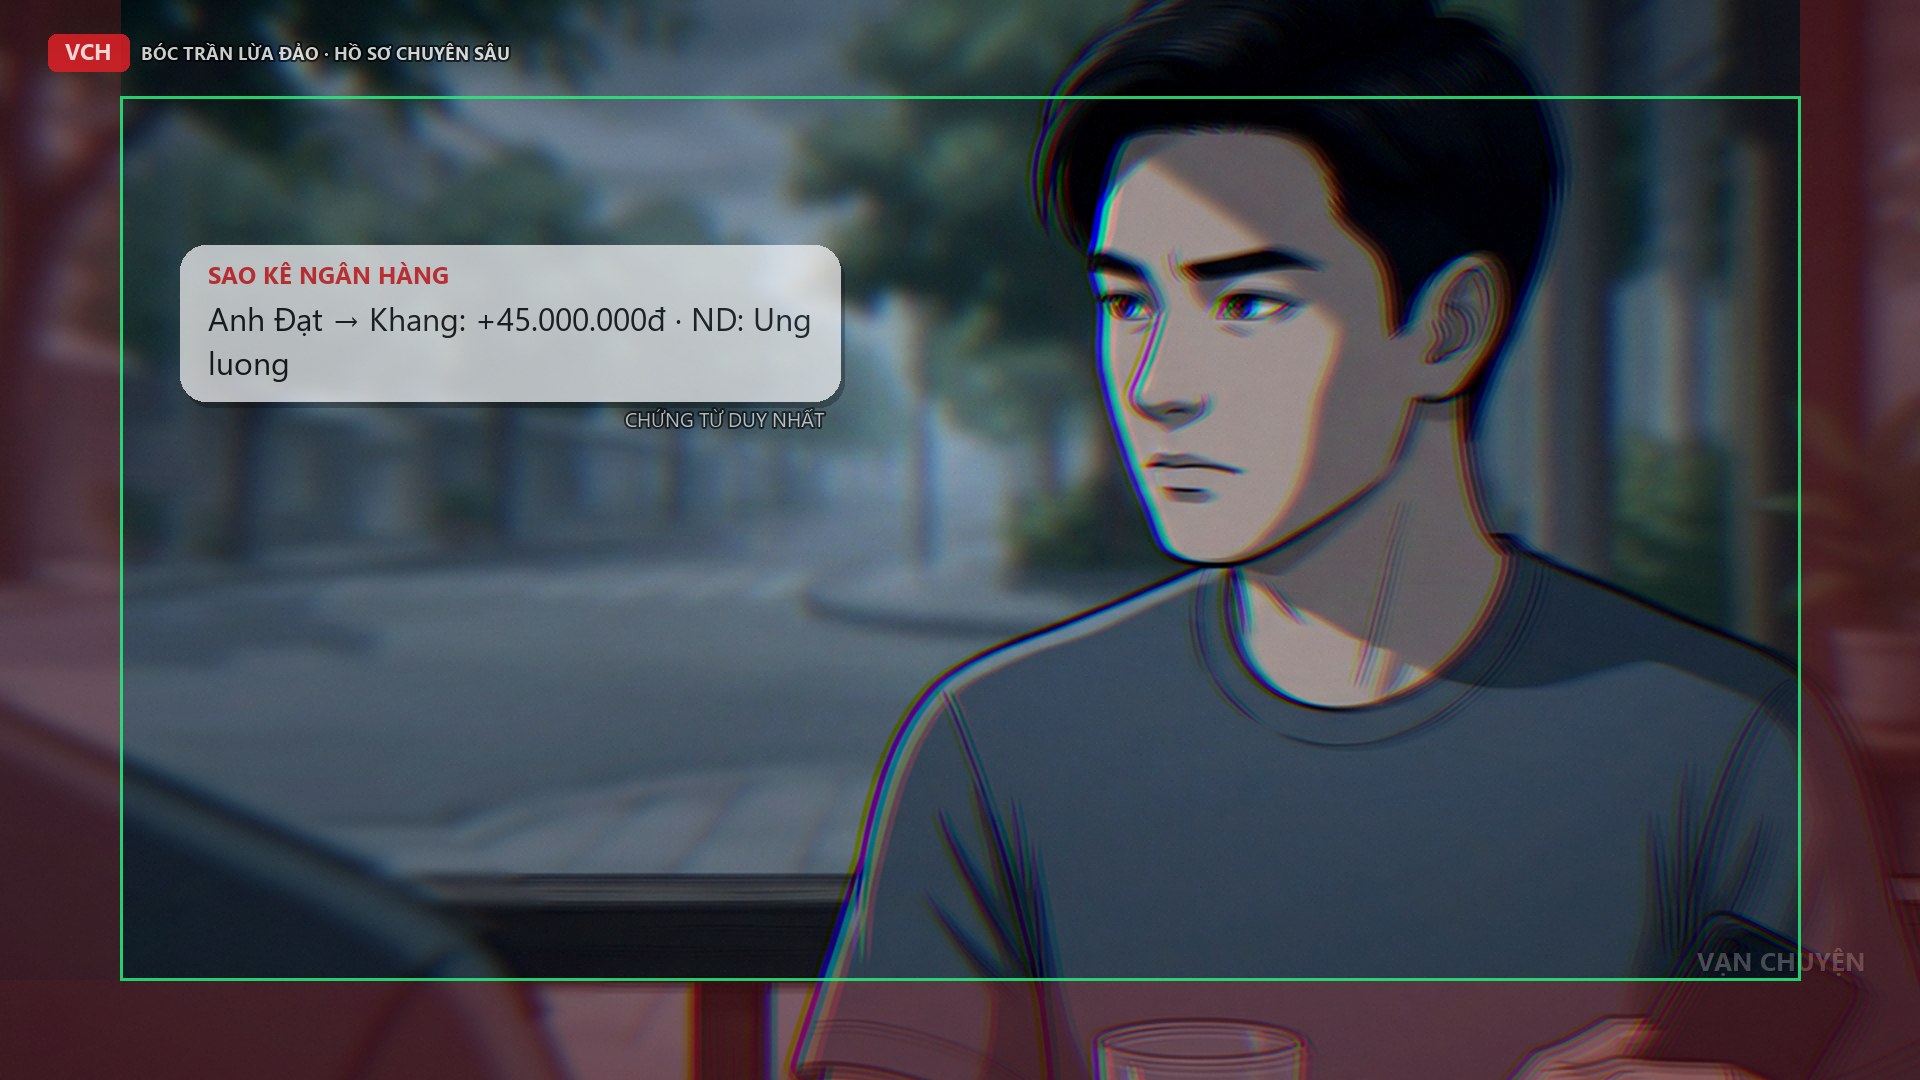 VCH BÓC TRẦN LỪA ĐẢO · HỒ SƠ CHUYÊN SÂU
SAO KÊ NGÂN HÀNG
Anh Đạt → Khang: +45.000.000đ · ND: Ung
luong
CHỨNG TỪ DUY NHẤT
VẠN CHUYỆN